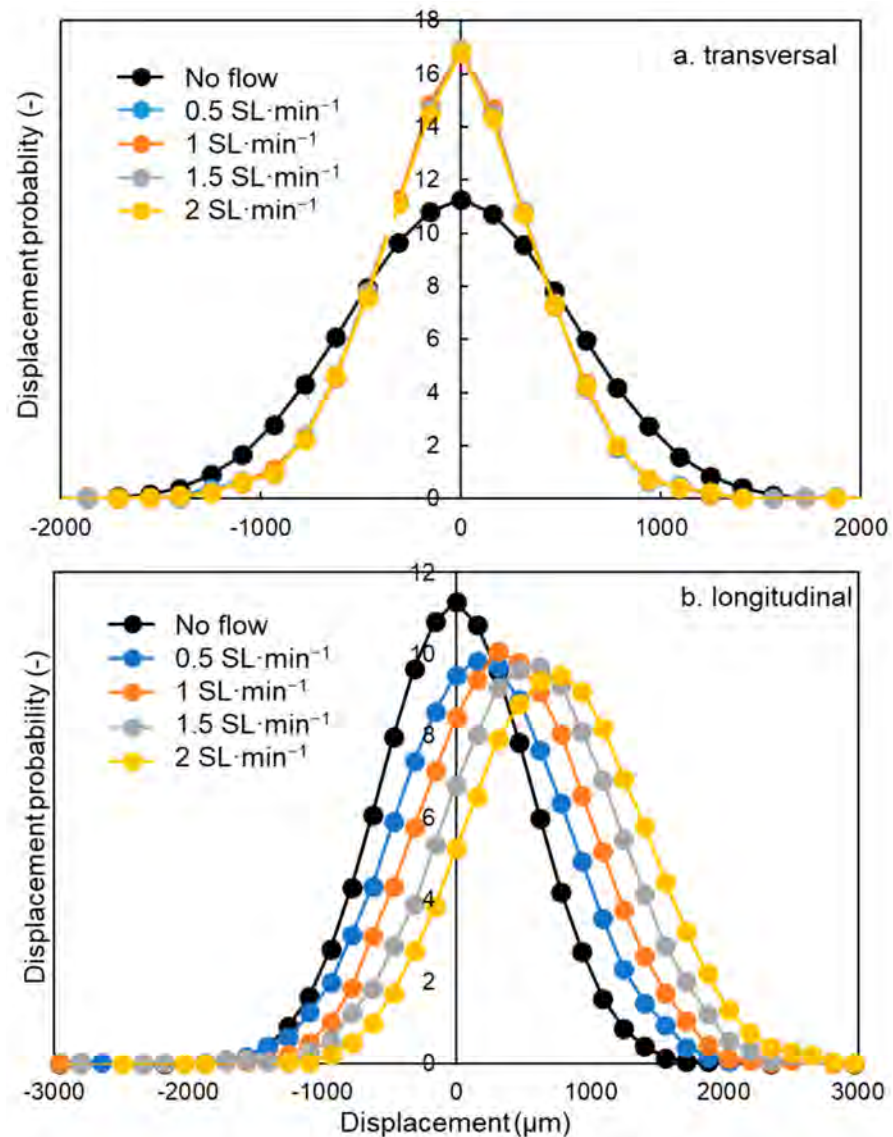 18
16
14
12
10
8
6
4
2
0
-2000
-1000
0
1000
2000
Displacement probablity (-)
a. transversal
No flow
0.5 SL·min⁻¹
1 SL·min⁻¹
1.5 SL·min⁻¹
2 SL·min⁻¹
12
10
8
6
4
2
0
-3000
-2000
-1000
0
1000
2000
3000
Displacement probablity (-)
b. longitudinal
No flow
0.5 SL·min⁻¹
1 SL·min⁻¹
1.5 SL·min⁻¹
2 SL·min⁻¹
Displacement (µm)